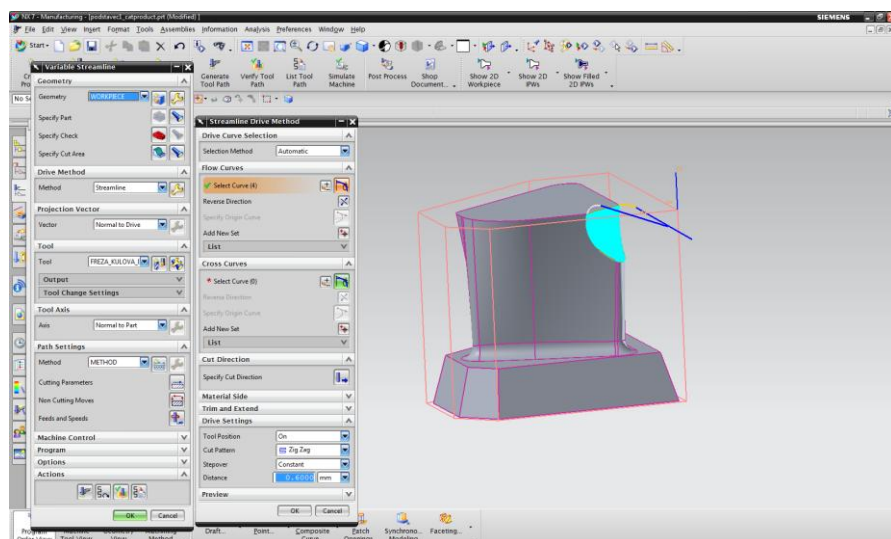 NX 7 - Manufacturing - [podstavec1_catproduct.prt (Modified) ]
SIEMENS
File Edit View Insert Format Tools Assemblies Information Analysis Preferences Window Help
Start
Generate Tool Path
Verify Tool Path
List Tool Path
Simulate Machine
Post Process
Shop Document...
Show 2D Workpiece
Show 2D IPWs
Show Filled 2D IPWs
Variable Streamline
Geometry
Geometry WORKPIECE
Specify Part
Specify Check
Specify Cut Area
Drive Method
Method Streamline
Projection Vector
Vector Normal to Drive
Tool
Tool FREZA_KULOVA_
Output
Tool Change Settings
Tool Axis
Axis Normal to Part
Path Settings
Method METHOD
Cutting Parameters
Non Cutting Moves
Feeds and Speeds
Machine Control
Program
Options
Actions
OK Cancel
Streamline Drive Method
Drive Curve Selection
Selection Method Automatic
Flow Curves
Select Curve (4)
Reverse Direction
Specify Origin Curve
Add New Set
List
Cross Curves
* Select Curve (0)
Reverse Direction
Specify Origin Curve
Add New Set
List
Cut Direction
Specify Cut Direction
Material Side
Trim and Extend
Drive Settings
Tool Position On
Cut Pattern Zig Zag
Stepover Constant
Distance 0.6000 mm
Preview
OK Cancel
Draft... Point... Composite Curve Patch Openings Synchrono... Modeling Faceting...